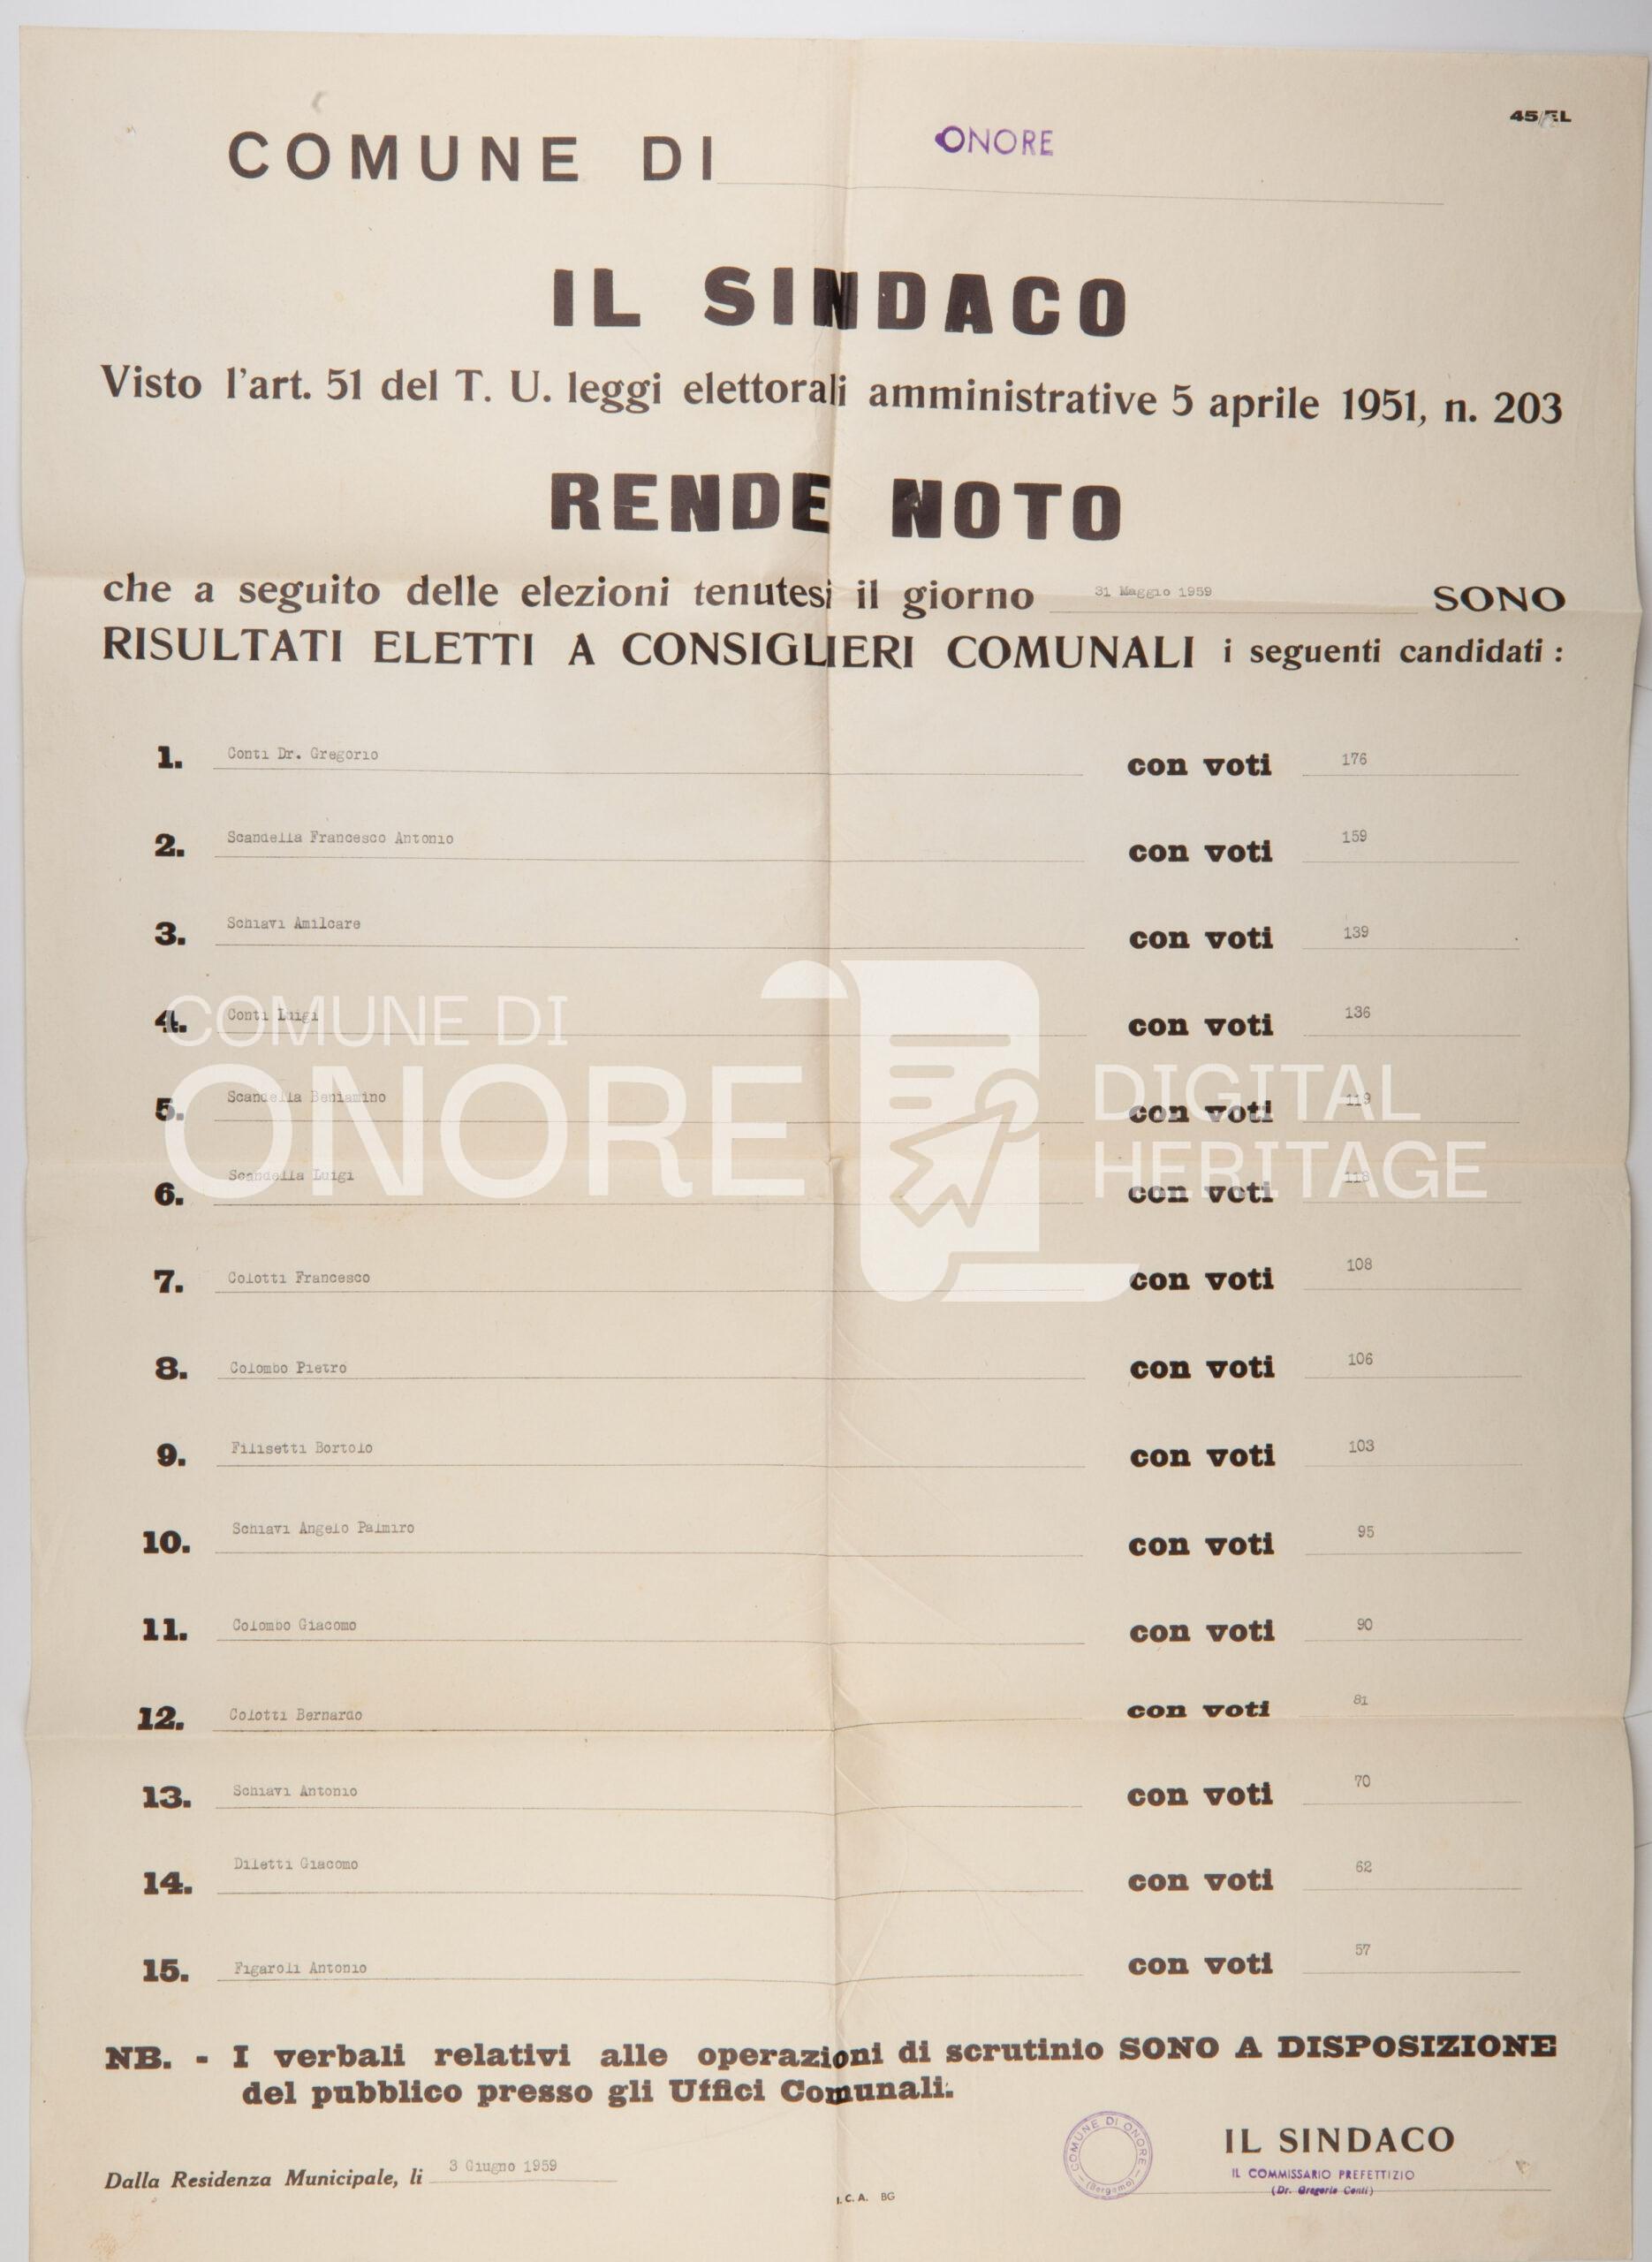 45/EL
COMUNE DI ONORE
IL SINDACO
Visto l'art. 51 del T. U. leggi elettorali amministrative 5 aprile 1951, n. 203
RENDE NOTO
che a seguito delle elezioni tenutesi il giorno 31 Maggio 1959 SONO
RISULTATI ELETTI A CONSIGLIERI COMUNALI i seguenti candidati :
1. Conti Dr. Gregorio con voti 176
2. Scandella Francesco Antonio con voti 159
3. Schiavi Amilcare con voti 139
4. Conti Luigi con voti 136
5. Scandella Beniamino con voti 119
6. Scandella Luigi con voti 118
7. Colotti Francesco con voti 108
8. Colombo Pietro con voti 106
9. Filisetti Bortolo con voti 103
10. Schiavi Angelo Palmiro con voti 95
11. Colombo Giacomo con voti 90
12. Colotti Bernardo con voti 81
13. Schiavi Antonio con voti 70
14. Diletti Giacomo con voti 62
15. Figaroli Antonio con voti 57
COMUNE DI
ONORE
DIGITAL
HERITAGE
NB. - I verbali relativi alle operazioni di scrutinio SONO A DISPOSIZIONE
del pubblico presso gli Uffici Comunali.
COMUNE DI ONORE
(Bergamo)
IL SINDACO
IL COMMISSARIO PREFETTIZIO
(Dr. Gregorio Conti)
Dalla Residenza Municipale, li 3 Giugno 1959
I. C. A. BG